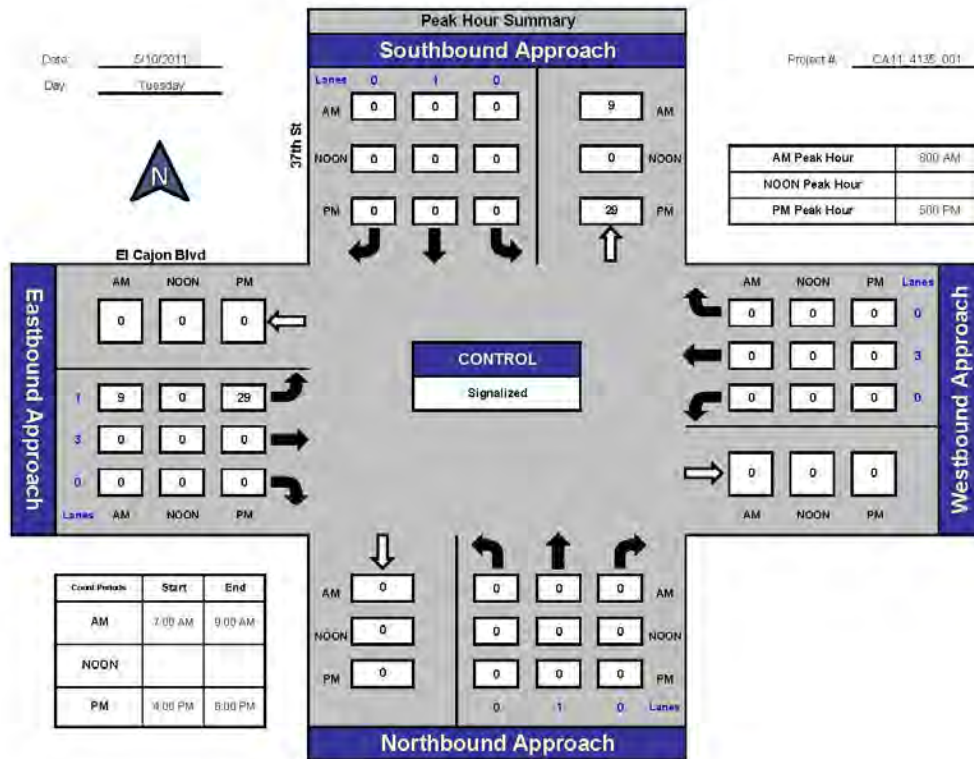 Peak Hour Summary
Southbound Approach
Date: 5/10/2011
Day: Tuesday
Project #: CA11_4135_001
Lanes 0 1 0
AM 0 0 0 9 AM
NOON 0 0 0 0 NOON
PM 0 0 0 29 PM
37th St
N
AM Peak Hour 800 AM
NOON Peak Hour
PM Peak Hour 500 PM
El Cajon Blvd
Eastbound Approach
AM NOON PM
0 0 0
1 9 0 29
3 0 0 0
0 0 0 0
Lanes AM NOON PM
CONTROL
Signalized
AM NOON PM Lanes
0 0 0 0
0 0 0 3
0 0 0 0
0 0 0
AM NOON PM
Westbound Approach
Count Periods Start End
AM 7:00 AM 9:00 AM
NOON
PM 4:00 PM 6:00 PM
AM 0 0 0 0 AM
NOON 0 0 0 0 NOON
PM 0 0 0 0 PM
0 1 0 Lanes
Northbound Approach